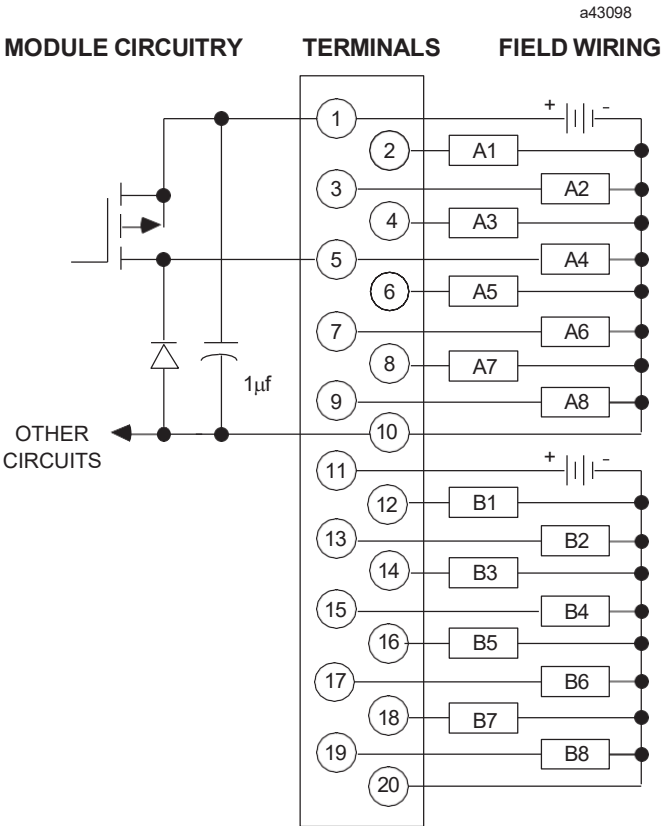 a43098
MODULE CIRCUITRY TERMINALS FIELD WIRING
1 + -
2 A1
3 A2
4 A3
5 A4
6 A5
7 A6
8 A7
1µf
9 A8
OTHER
CIRCUITS
10
11 + -
12 B1
13 B2
14 B3
15 B4
16 B5
17 B6
18 B7
19 B8
20